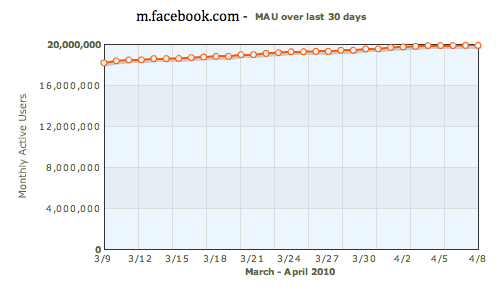 m.facebook.com - MAU over last 30 days
Monthly Active Users
20,000,000
16,000,000
12,000,000
8,000,000
4,000,000
0
3/9 3/12 3/15 3/18 3/21 3/24 3/27 3/30 4/2 4/5 4/8
March - April 2010